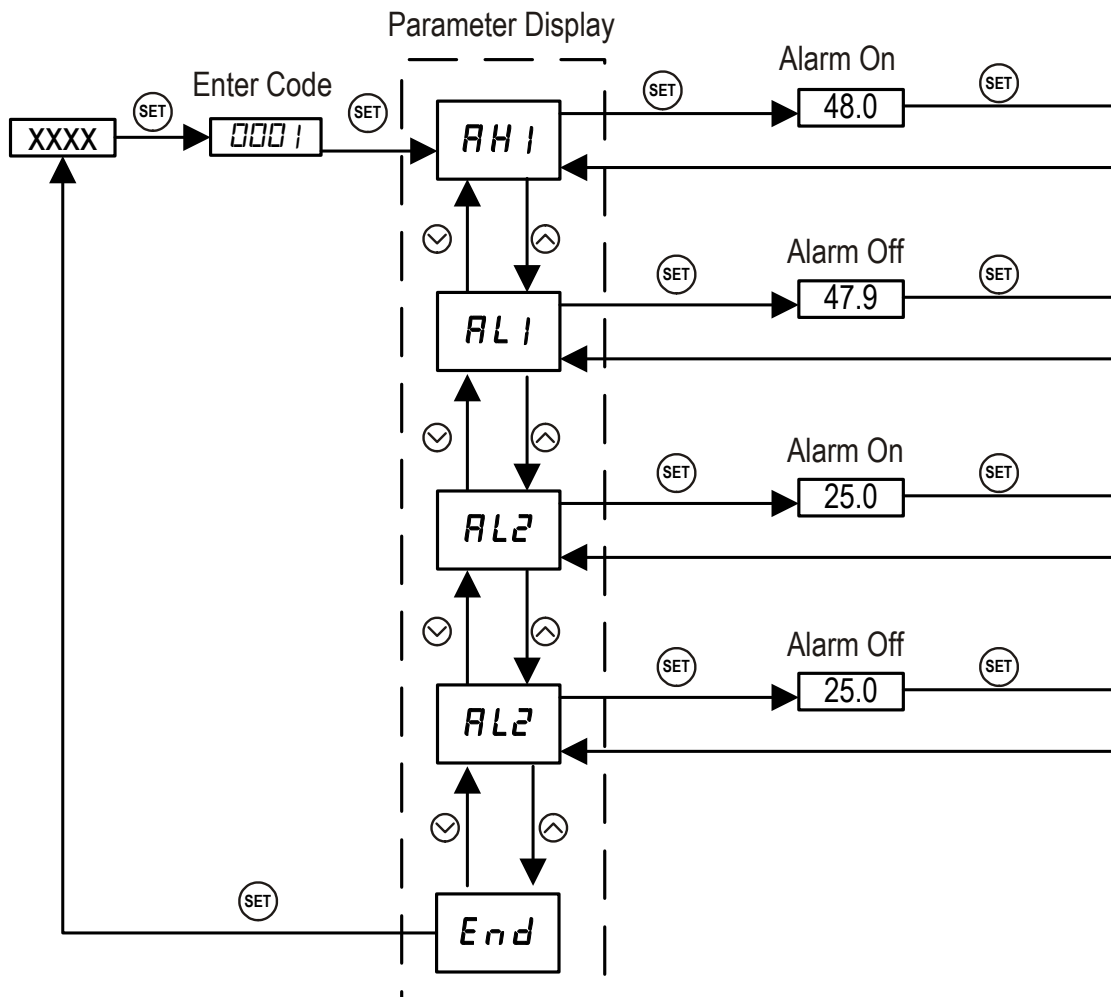 Parameter Display
Alarm On
Enter Code
SET
SET
SET
SET
48.0
XXXX
0001
AH1
Alarm Off
SET
SET
47.9
AL1
Alarm On
SET
SET
25.0
AL2
Alarm Off
SET
SET
25.0
AL2
SET
End